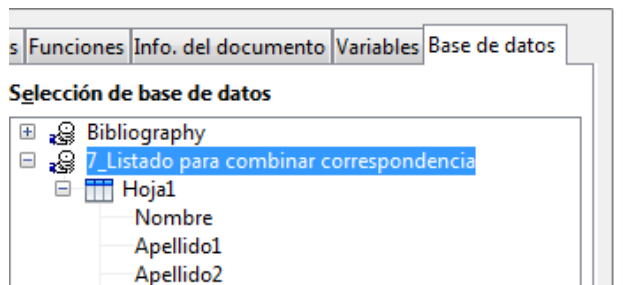 s Funciones Info. del documento Variables Base de datos
Selección de base de datos
Bibliography
7_Listado para combinar correspondencia
Hoja1
Nombre
Apellido1
Apellido2